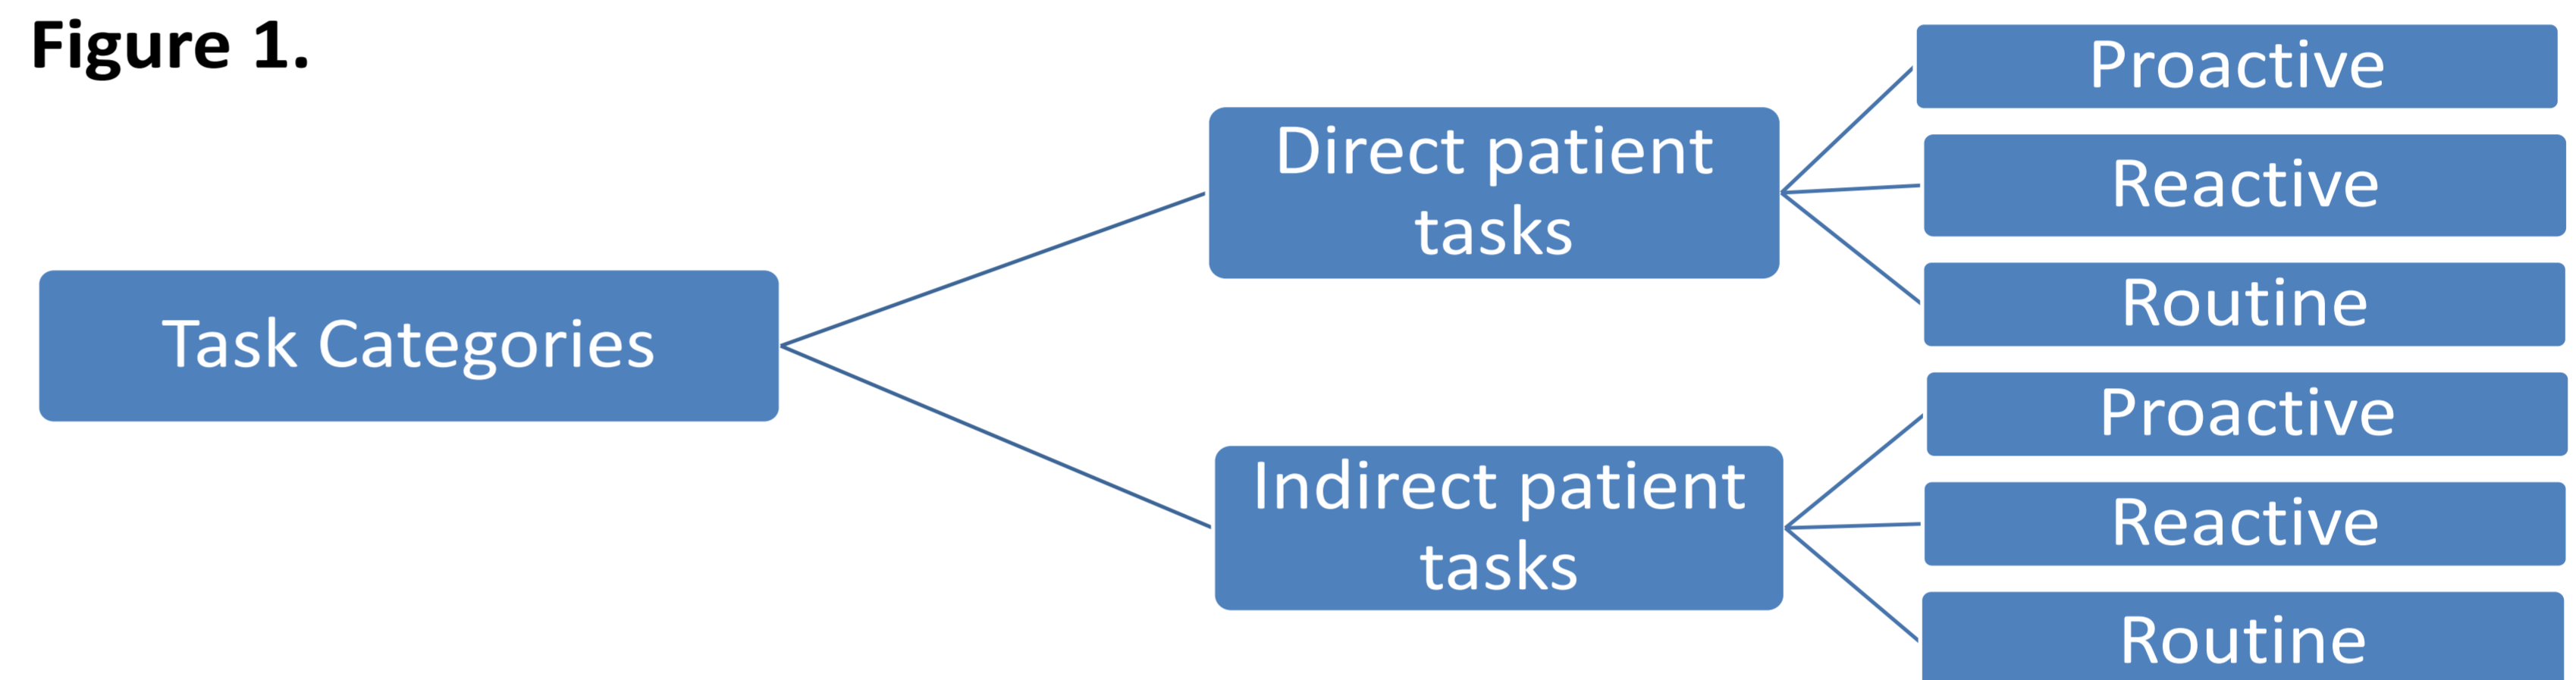 Figure 1.
Task Categories
Direct patient
tasks
Proactive
Reactive
Routine
Indirect patient
tasks
Proactive
Reactive
Routine